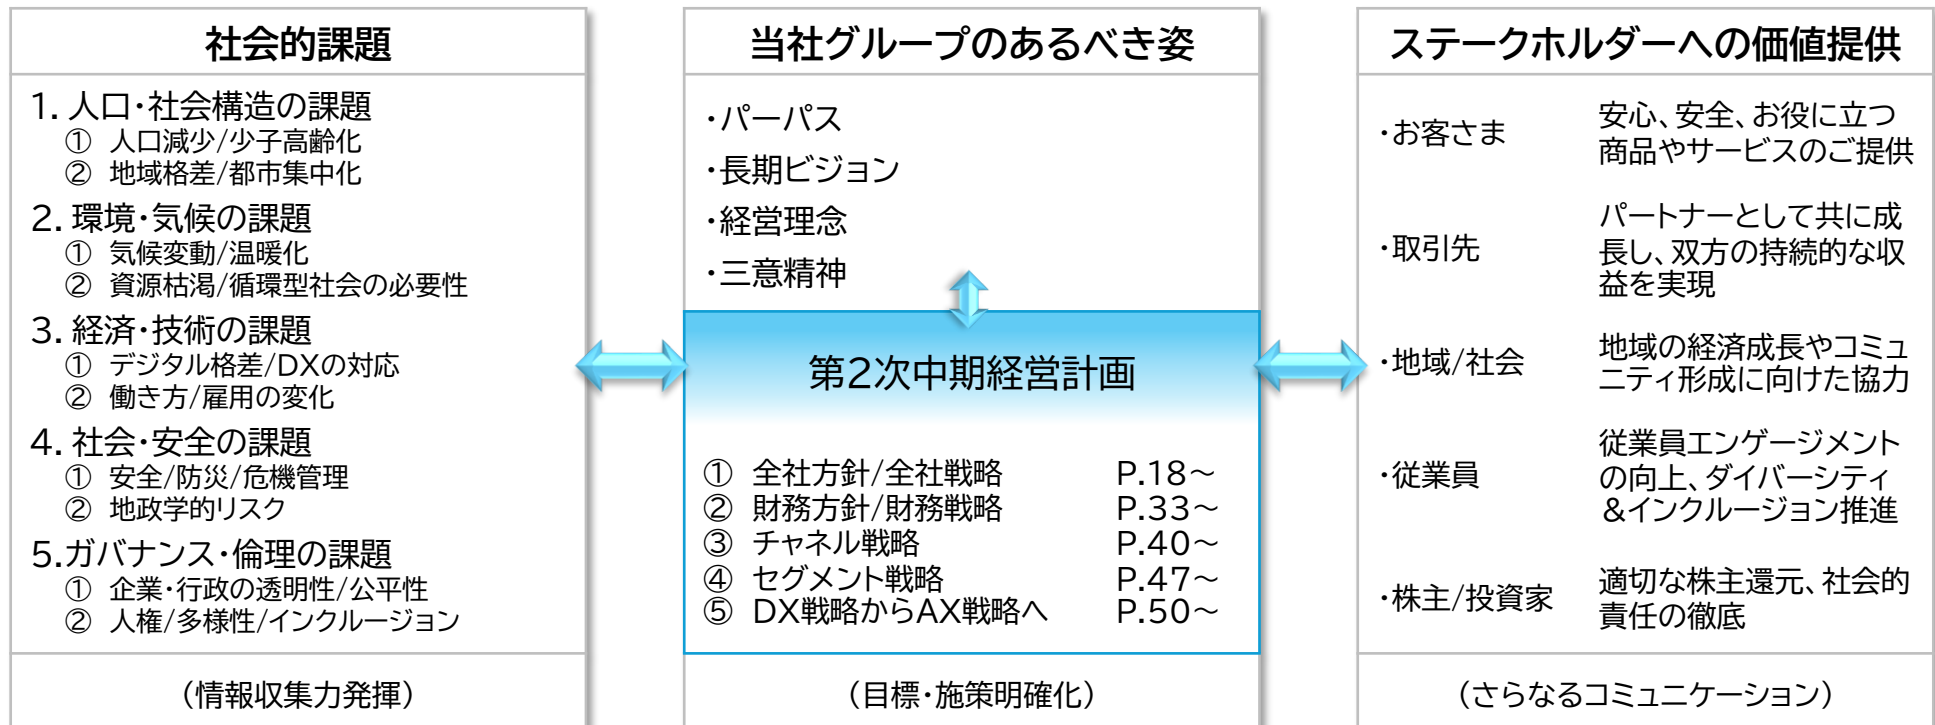 社会的課題
1. 人口・社会構造の課題
① 人口減少/少子高齢化
② 地域格差/都市集中化
2. 環境・気候の課題
① 気候変動/温暖化
② 資源枯渇/循環型社会の必要性
3. 経済・技術の課題
① デジタル格差/DXの対応
② 働き方/雇用の変化
4. 社会・安全の課題
① 安全/防災/危機管理
② 地政学的リスク
5.ガバナンス・倫理の課題
① 企業・行政の透明性/公平性
② 人権/多様性/インクルージョン
（情報収集力発揮）
当社グループのあるべき姿
・パーパス
・長期ビジョン
・経営理念
・三意精神
第2次中期経営計画
① 全社方針/全社戦略 P.18～
② 財務方針/財務戦略 P.33～
③ チャネル戦略 P.40～
④ セグメント戦略 P.47～
⑤ DX戦略からAX戦略へ P.50～
（目標・施策明確化）
ステークホルダーへの価値提供
・お客さま
安心、安全、お役に立つ
商品やサービスのご提供
・取引先
パートナーとして共に成
長し、双方の持続的な収
益を実現
・地域/社会
地域の経済成長やコミュ
ニティ形成に向けた協力
・従業員
従業員エンゲージメント
の向上、ダイバーシティ
&インクルージョン推進
・株主/投資家
適切な株主還元、社会的
責任の徹底
（さらなるコミュニケーション）